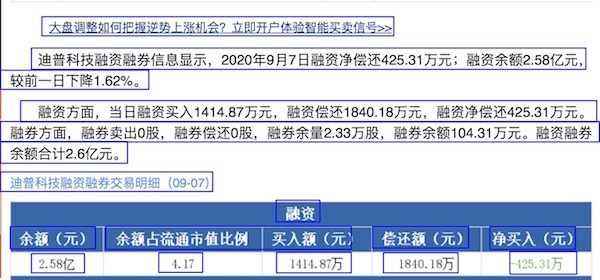 大盘调整如何把握逆势上涨机会？立即开户体验智能买卖信号>>
迪普科技融资融券信息显示，2020年9月7日融资净偿还425.31万元；融资余额2.58亿元，
较前一日下降1.62%。
融资方面，当日融资买入1414.87万元，融资偿还1840.18万元，融资净偿还425.31万元。
融券方面，融券卖出0股，融券偿还0股，融券余量2.33万股，融券余额104.31万元。融资融券
余额合计2.6亿元。
迪普科技融资融券交易明细（09-07）
融资
余额（元） 余额占流通市值比例 买入额（元） 偿还额（元） 净买入（元）
2.58亿 4.17 1414.87万 1840.18万 -425.31万